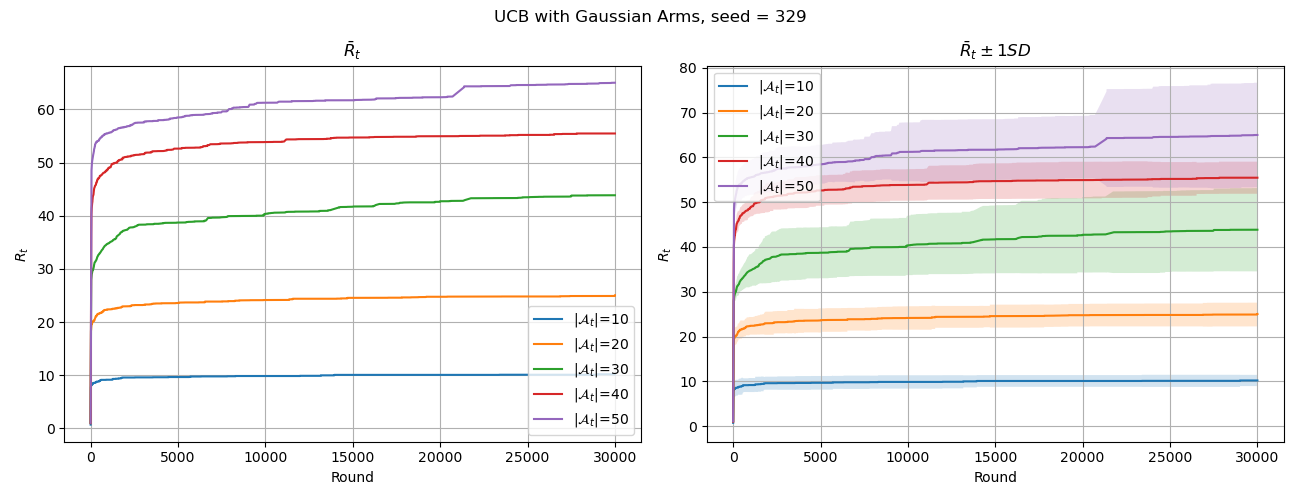 UCB with Gaussian Arms, seed = 329
R̄ₜ
Rₜ
60
50
40
30
20
10
0
0 5000 10000 15000 20000 25000 30000
Round
|𝒜ₜ|=10
|𝒜ₜ|=20
|𝒜ₜ|=30
|𝒜ₜ|=40
|𝒜ₜ|=50
R̄ₜ ± 1SD
Rₜ
80
70
60
50
40
30
20
10
0
0 5000 10000 15000 20000 25000 30000
Round
|𝒜ₜ|=10
|𝒜ₜ|=20
|𝒜ₜ|=30
|𝒜ₜ|=40
|𝒜ₜ|=50